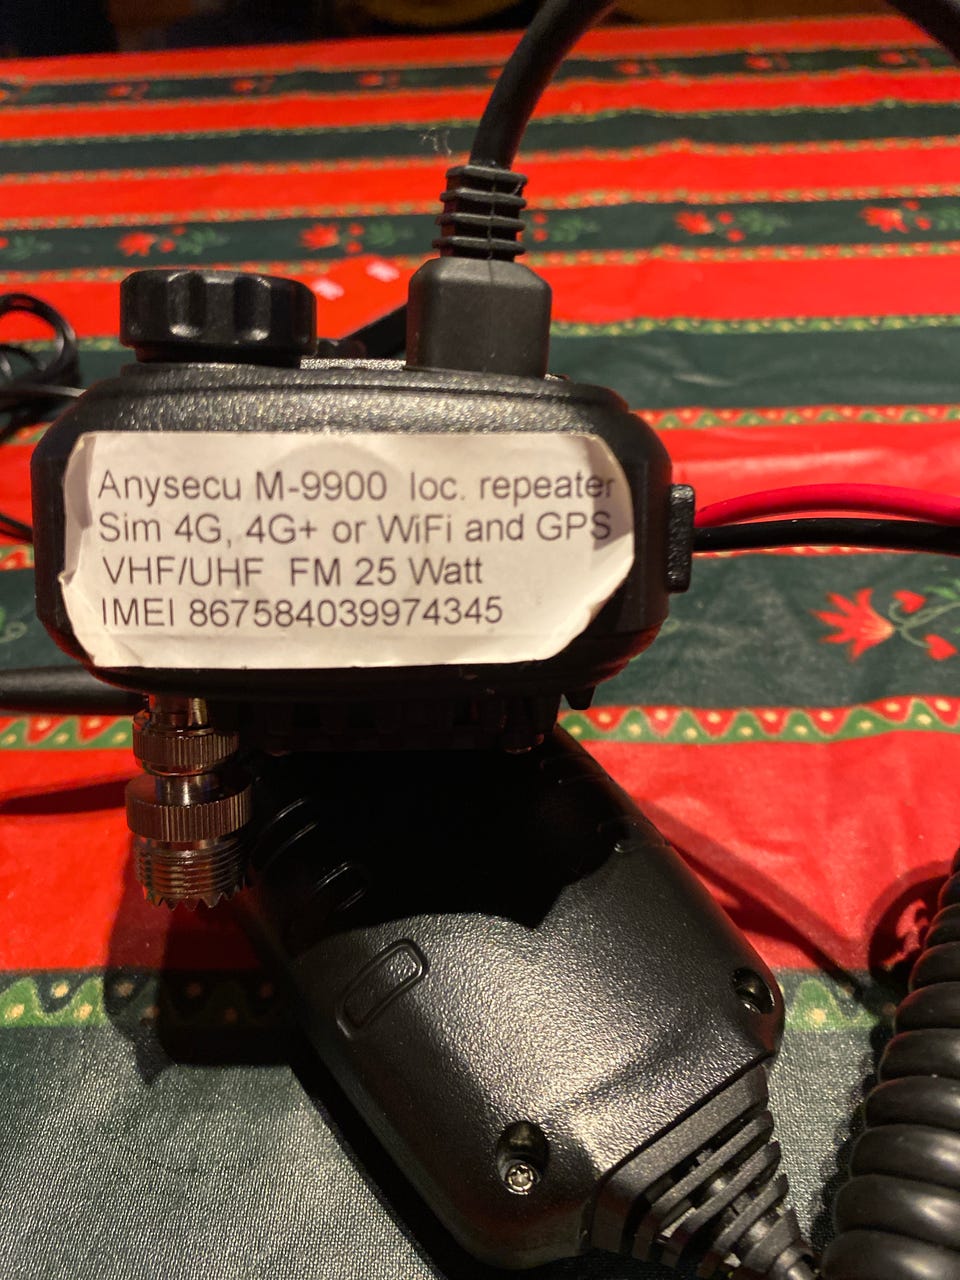 Anysecu M-9900 loc. repeater
Sim 4G, 4G+ or WiFi and GPS
VHF/UHF FM 25 Watt
IMEI 867584039974345